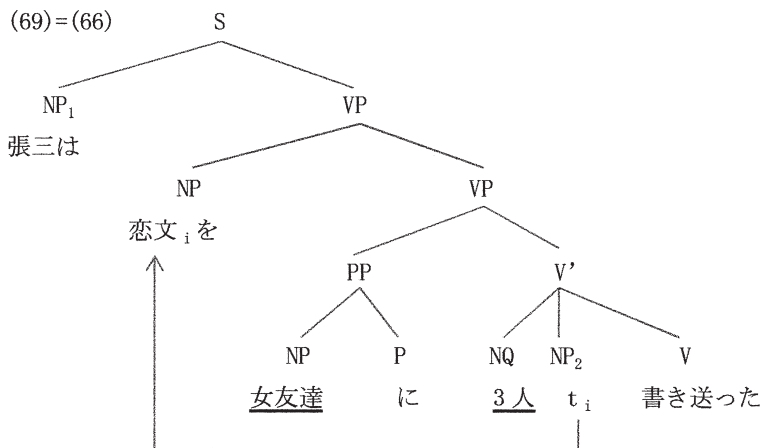 (69)=(66) S
NP₁ VP
張三は
NP VP
恋文ᵢを
PP V'
NP P NQ NP₂ V
女友達 に 3人 tᵢ 書き送った